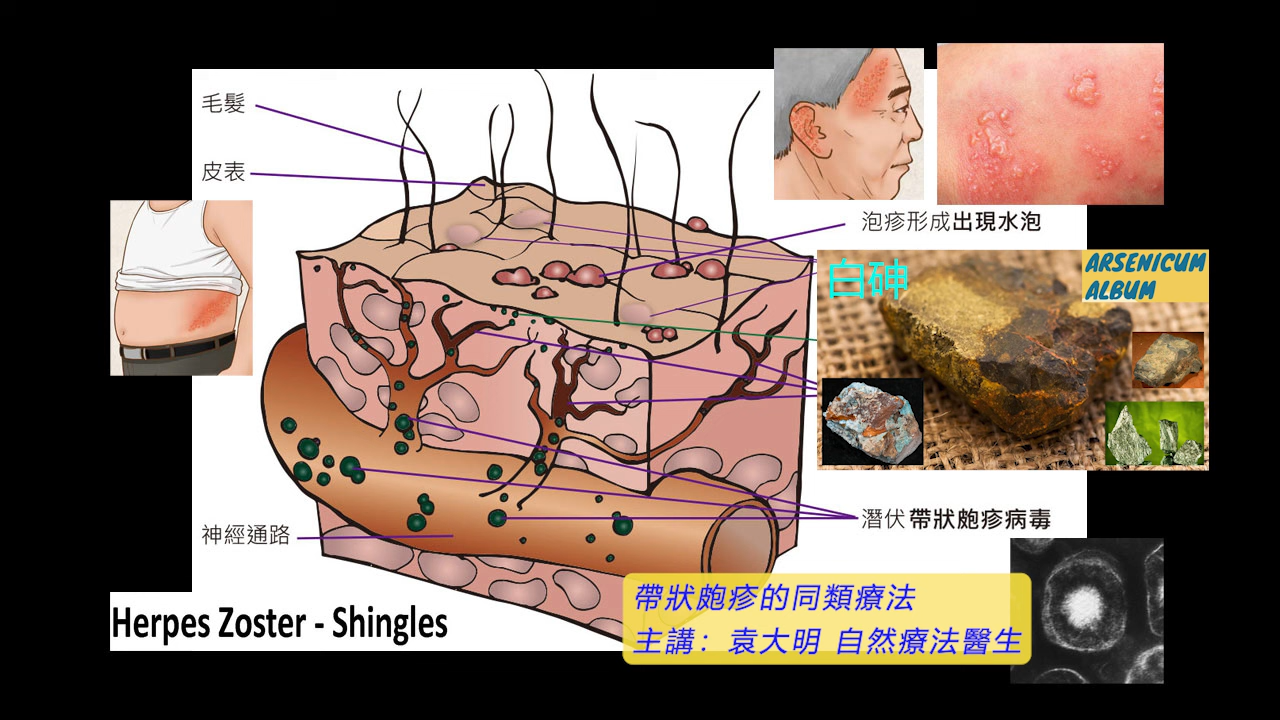 毛髮
皮表
泡疹形成出現水泡
白砷
ARSENICUM
ALBUM
神經通路
潛伏帶狀皰疹病毒
Herpes Zoster - Shingles
帶狀皰疹的同類療法
主講：袁大明 自然療法醫生